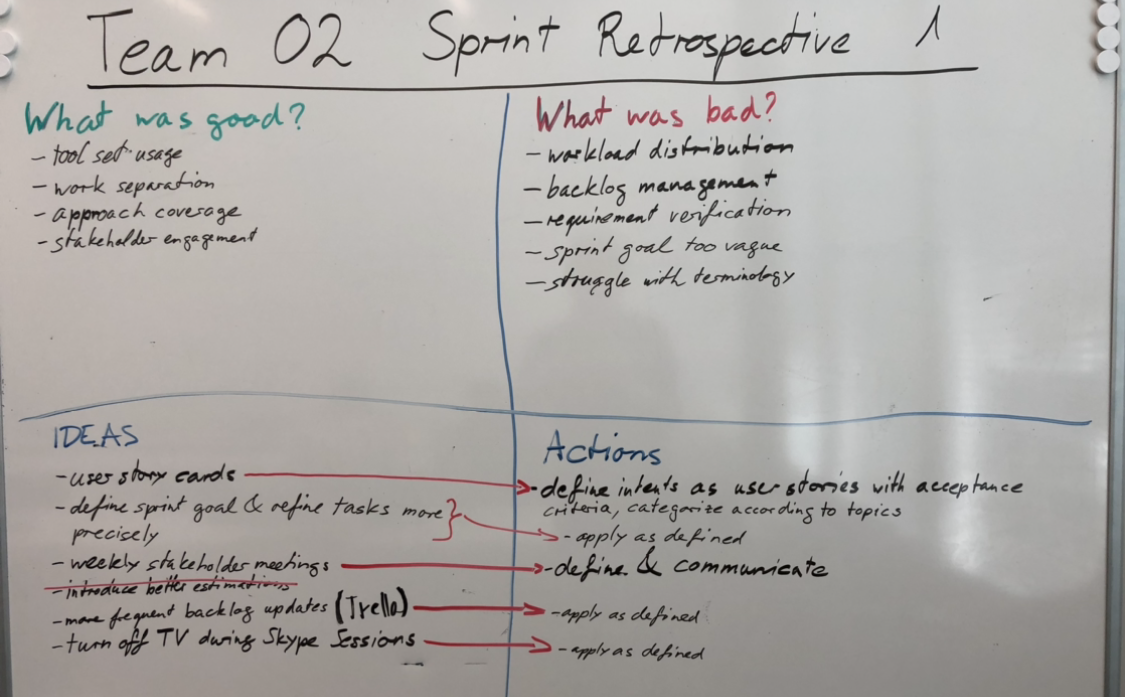 Team 02 Sprint Retrospective 1
What was good?
- tool set usage
- work separation
- approach coverage
- stakeholder engagement
What was bad?
- workload distribution
- backlog management
- requirement verification
- sprint goal too vague
- struggle with terminology
IDEAS
- user story cards
- define sprint goal & refine tasks more
precisely
- weekly stakeholder meetings
- introduce better estimations
- more frequent backlog updates (Trello)
- turn off TV during Skype Sessions
Actions
- define intents as user stories with acceptance
criteria, categorize according to topics
- apply as defined
- define & communicate
- apply as defined
- apply as defined